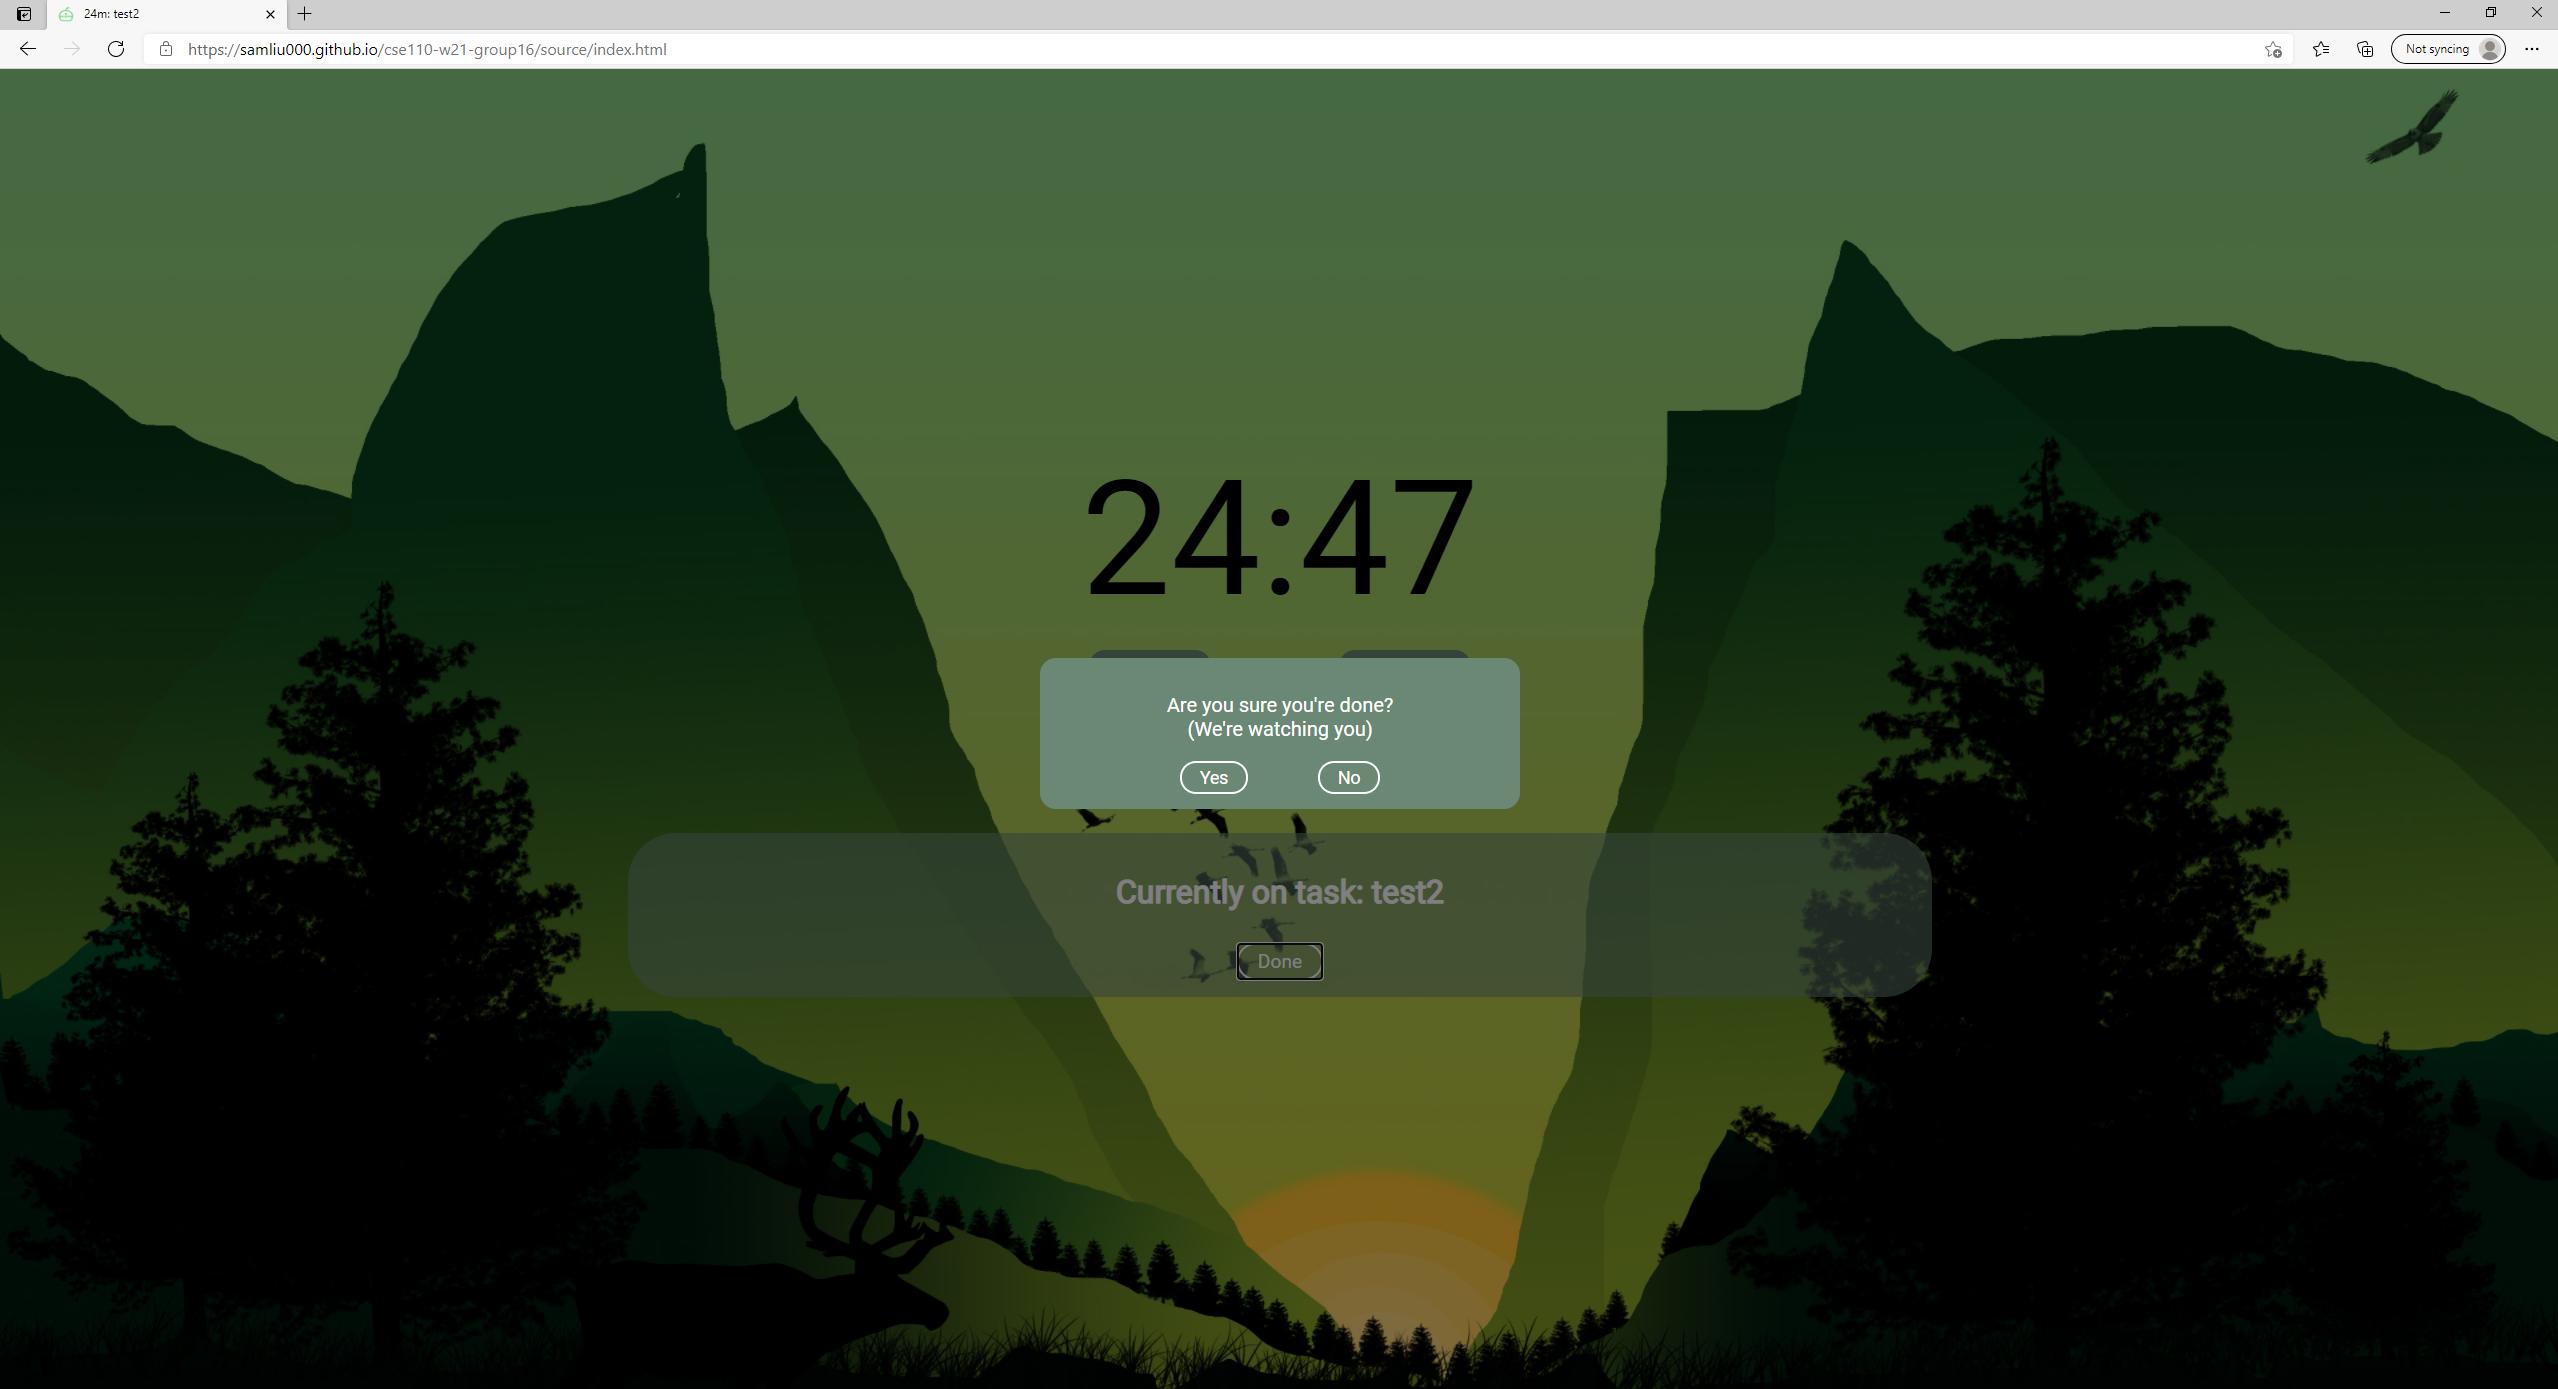 24m: test2
https://samliu000.github.io/cse110-w21-group16/source/index.html
Not syncing
24:47
Are you sure you're done?
(We're watching you)
Yes No
Currently on task: test2
Done